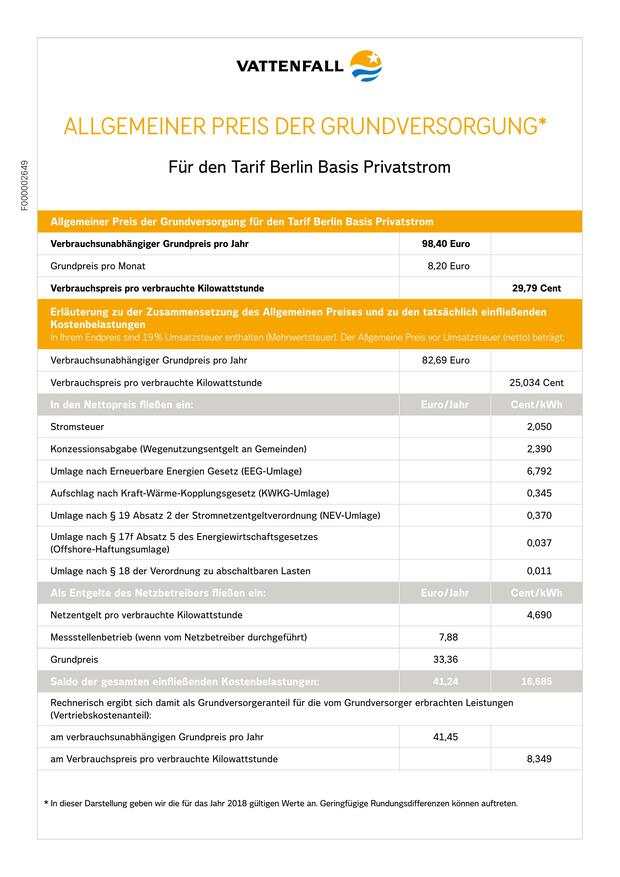 VATTENFALL
ALLGEMEINER PREIS DER GRUNDVERSORGUNG*
Für den Tarif Berlin Basis Privatstrom
F000002649
Allgemeiner Preis der Grundversorgung für den Tarif Berlin Basis Privatstrom
Verbrauchsunabhängiger Grundpreis pro Jahr 98,40 Euro
Grundpreis pro Monat 8,20 Euro
Verbrauchspreis pro verbrauchte Kilowattstunde 29,79 Cent
Erläuterung zu der Zusammensetzung des Allgemeinen Preises und zu den tatsächlich einfließenden
Kostenbelastungen
In Ihrem Endpreis sind 19% Umsatzsteuer enthalten (Mehrwertsteuer). Der Allgemeine Preis vor Umsatzsteuer (netto) beträgt:
Verbrauchsunabhängiger Grundpreis pro Jahr 82,69 Euro
Verbrauchspreis pro verbrauchte Kilowattstunde 25,034 Cent
In den Nettopreis fließen ein: Euro/Jahr Cent/kWh
Stromsteuer 2,050
Konzessionsabgabe (Wegenutzungsentgelt an Gemeinden) 2,390
Umlage nach Erneuerbare Energien Gesetz (EEG-Umlage) 6,792
Aufschlag nach Kraft-Wärme-Kopplungsgesetz (KWKG-Umlage) 0,345
Umlage nach § 19 Absatz 2 der Stromnetzentgeltverordnung (NEV-Umlage) 0,370
Umlage nach § 17f Absatz 5 des Energiewirtschaftsgesetzes
(Offshore-Haftungsumlage) 0,037
Umlage nach § 18 der Verordnung zu abschaltbaren Lasten 0,011
Als Entgelte des Netzbetreibers fließen ein: Euro/Jahr Cent/kWh
Netzentgelt pro verbrauchte Kilowattstunde 4,690
Messstellenbetrieb (wenn vom Netzbetreiber durchgeführt) 7,88
Grundpreis 33,36
Saldo der gesamten einfließenden Kostenbelastungen: 41,24 16,685
Rechnerisch ergibt sich damit als Grundversorgeranteil für die vom Grundversorger erbrachten Leistungen
(Vertriebskostenanteil):
am verbrauchsunabhängigen Grundpreis pro Jahr 41,45
am Verbrauchspreis pro verbrauchte Kilowattstunde 8,349
* In dieser Darstellung geben wir die für das Jahr 2018 gültigen Werte an. Geringfügige Rundungsdifferenzen können auftreten.